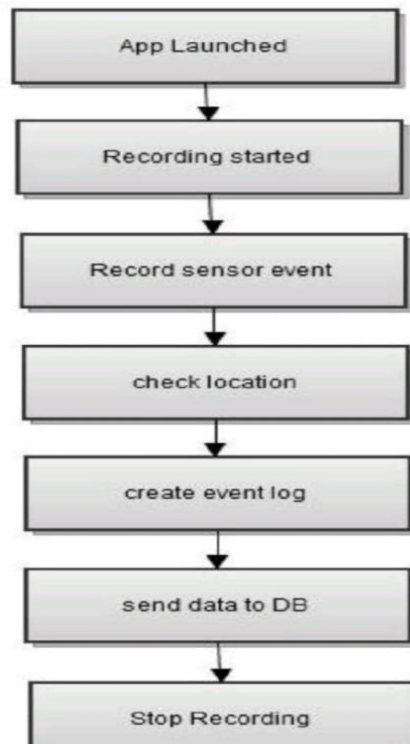 App Launched
Recording started
Record sensor event
check location
create event log
send data to DB
Stop Recording